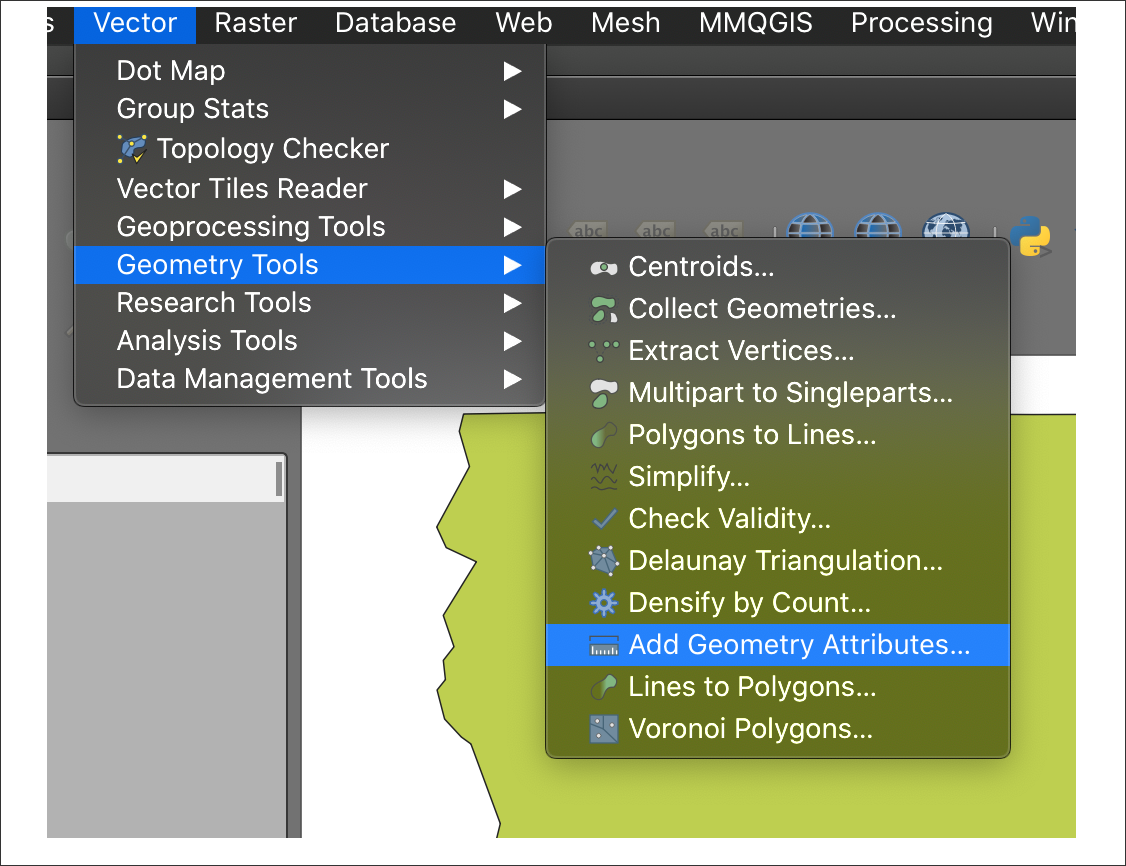 s Vector Raster Database Web Mesh MMQGIS Processing Win
Dot Map
Group Stats
Topology Checker
Vector Tiles Reader
Geoprocessing Tools
abc abc abc
Geometry Tools
Centroids...
Research Tools
Collect Geometries...
Analysis Tools
Extract Vertices...
Data Management Tools
Multipart to Singleparts...
Polygons to Lines...
Simplify...
Check Validity...
Delaunay Triangulation...
Densify by Count...
Add Geometry Attributes...
Lines to Polygons...
Voronoi Polygons...